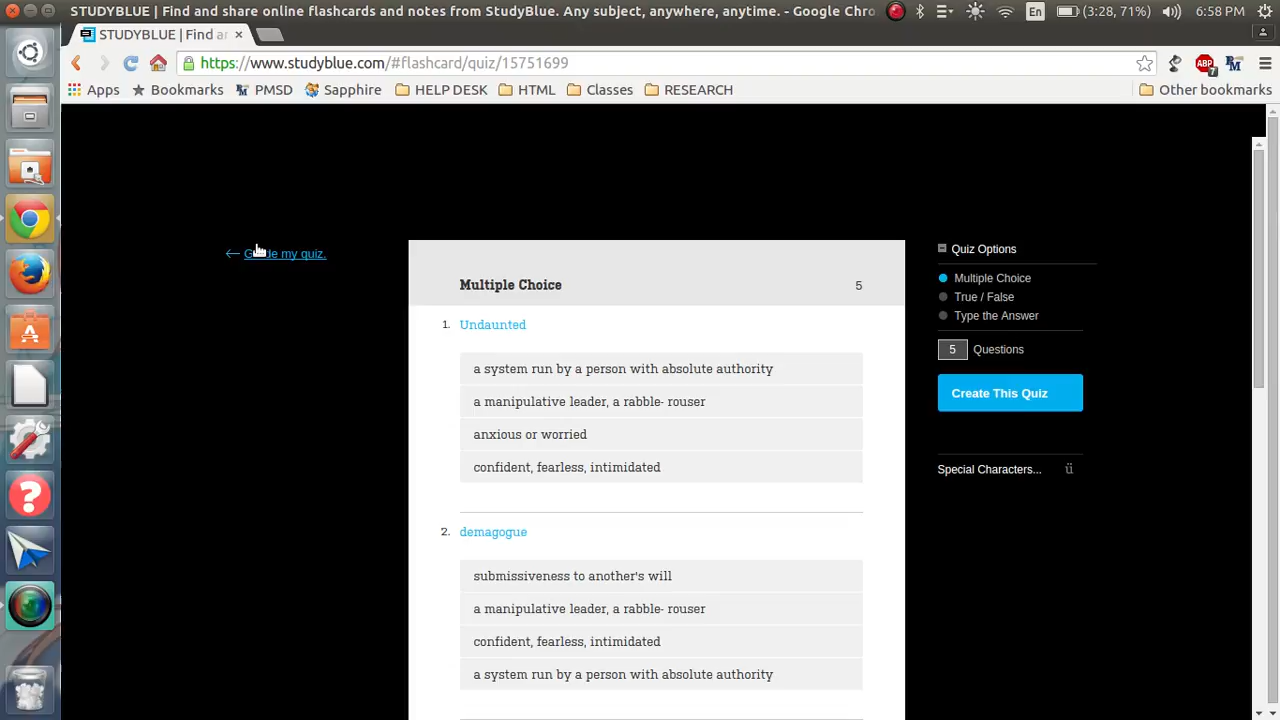 STUDYBLUE | Find and share online flashcards and notes from StudyBlue. Any subject, anywhere, anytime. - Google Chro
En (3:28, 71%) 6:58 PM
STUDYBLUE | Find a
https://www.studyblue.com/#flashcard/quiz/15751699
ABP 7
Apps Bookmarks PMSD Sapphire HELP DESK HTML Classes RESEARCH Other bookmarks
← my quiz.
Multiple Choice 5
1. Undaunted
a system run by a person with absolute authority
a manipulative leader, a rabble- rouser
anxious or worried
confident, fearless, intimidated
2. demagogue
submissiveness to another's will
a manipulative leader, a rabble- rouser
confident, fearless, intimidated
a system run by a person with absolute authority
Quiz Options
Multiple Choice
True / False
Type the Answer
5 Questions
Create This Quiz
Special Characters... ü